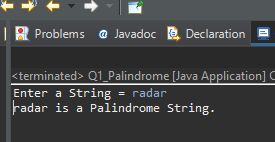 Problems Javadoc Declaration
<terminated> Q1_Palindrome [Java Application]
Enter a String = radar
radar is a Palindrome String.